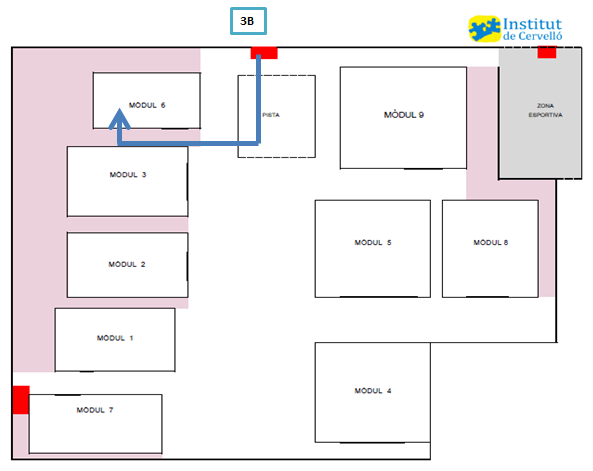 3B
Institut
de Cervelló
MÒDUL 6
PISTA
MÒDUL 9
ZONA
ESPORTIVA
MÒDUL 3
MÒDUL 5
MÒDUL 8
MÒDUL 2
MÒDUL 1
MÒDUL 4
MÒDUL 7